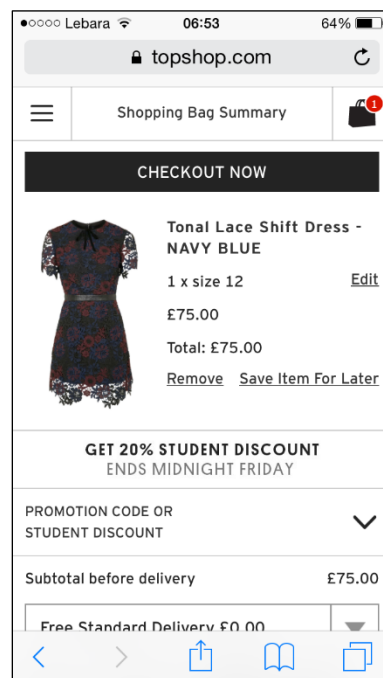 Lebara 06:53 64%
topshop.com
Shopping Bag Summary 1
CHECKOUT NOW
Tonal Lace Shift Dress -
NAVY BLUE
1 x size 12 Edit
£75.00
Total: £75.00
Remove Save Item For Later
GET 20% STUDENT DISCOUNT
ENDS MIDNIGHT FRIDAY
PROMOTION CODE OR
STUDENT DISCOUNT
Subtotal before delivery £75.00
Free Standard Delivery £0.00